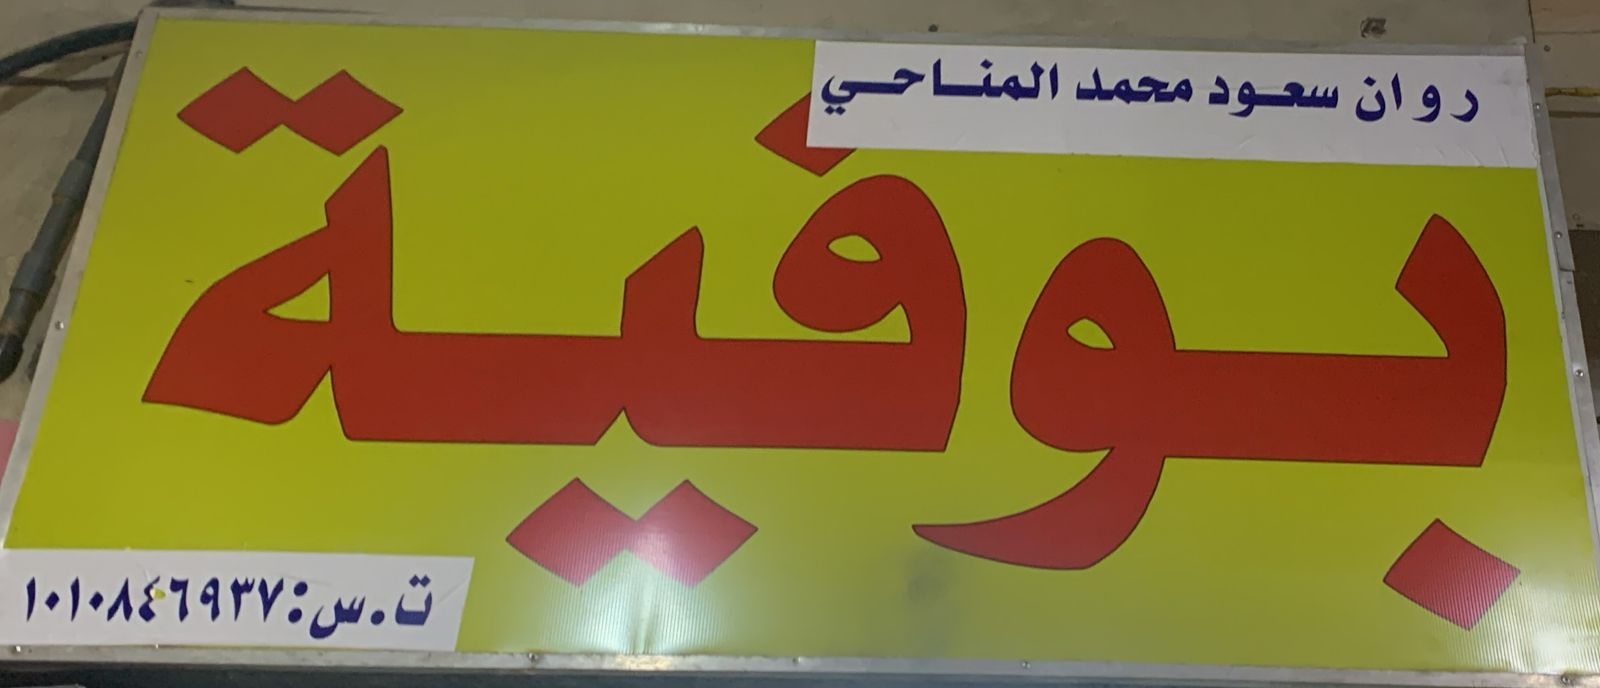 روان سعود محمد المناحي
بوفية
ت.س:١٠١٠٨٤٦٩٣٧